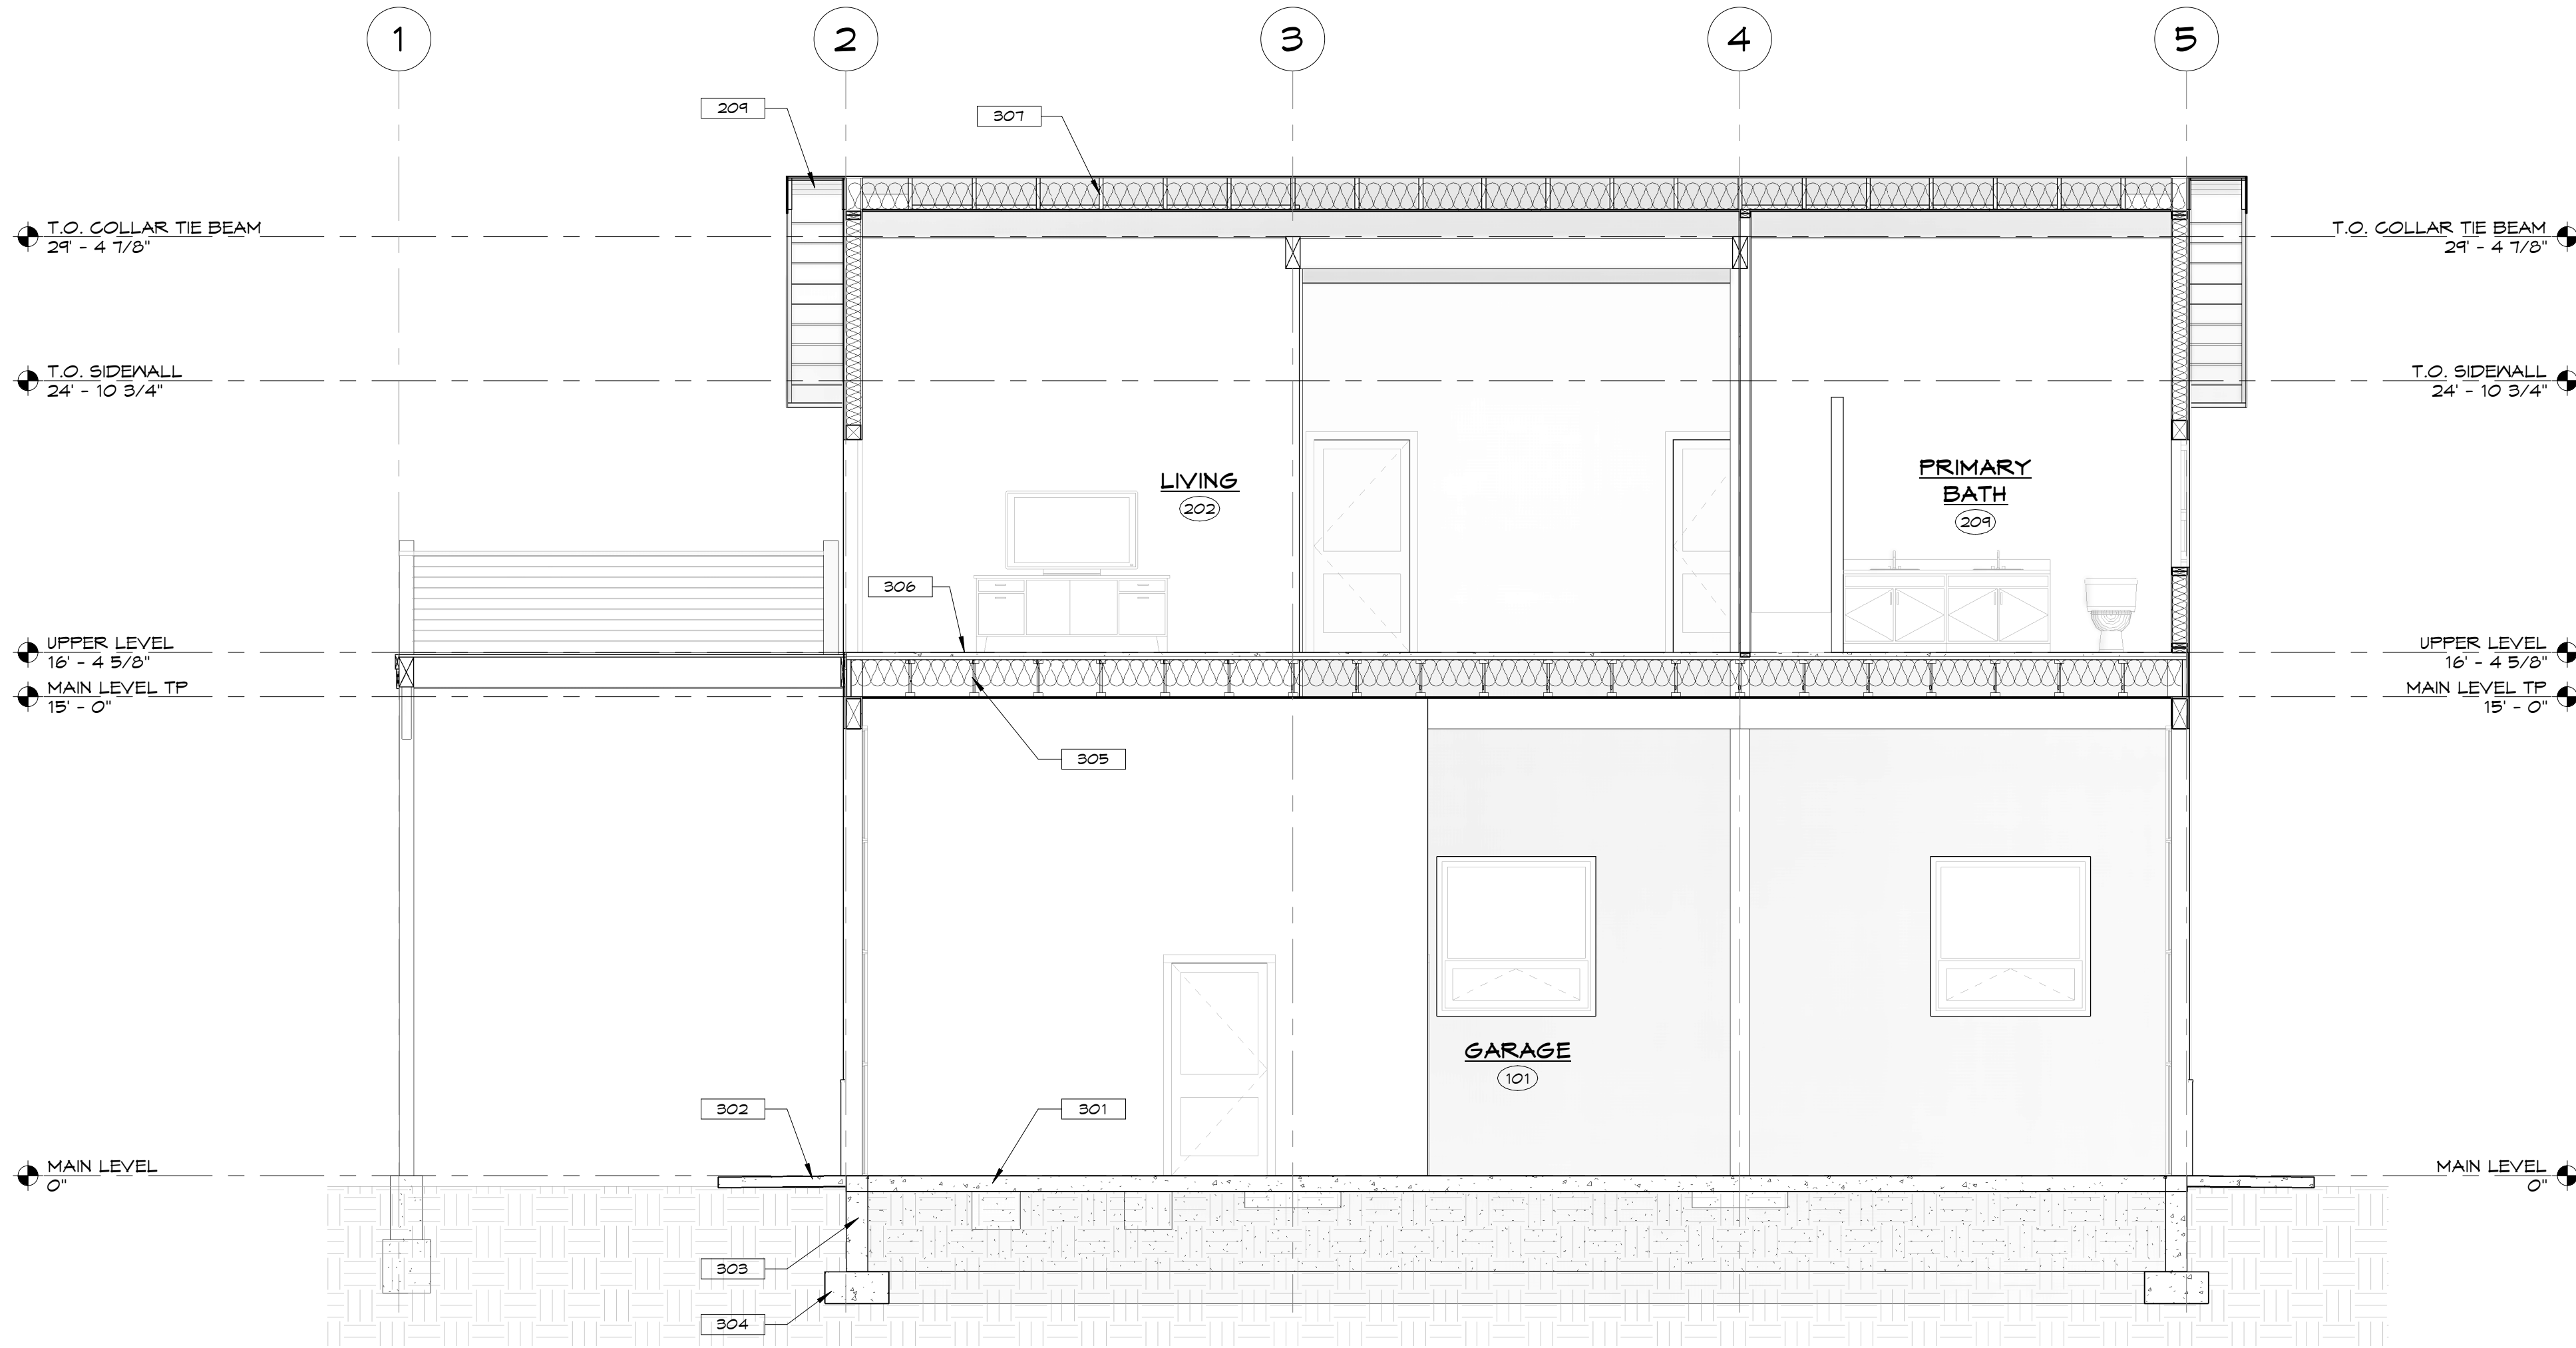 1
2
3
4
5
209
307
T.O. COLLAR TIE BEAM
29' - 4 7/8"
T.O. COLLAR TIE BEAM
29' - 4 7/8"
T.O. SIDEWALL
24' - 10 3/4"
T.O. SIDEWALL
24' - 10 3/4"
LIVING
202
PRIMARY
BATH
209
306
UPPER LEVEL
16' - 4 5/8"
UPPER LEVEL
16' - 4 5/8"
MAIN LEVEL TP
15' - 0"
MAIN LEVEL TP
15' - 0"
305
GARAGE
101
302
301
MAIN LEVEL
0"
MAIN LEVEL
0"
303
304